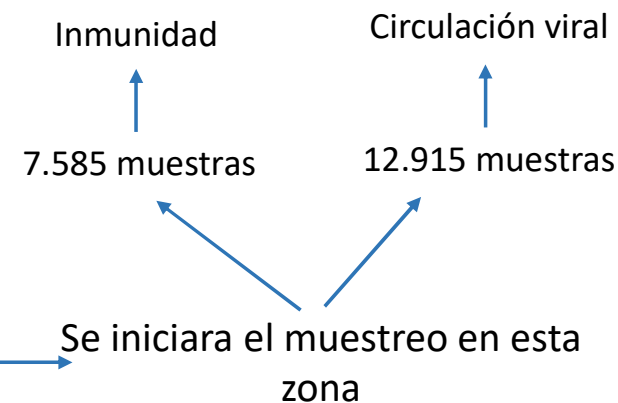 Inmunidad
Circulación viral
7.585 muestras
12.915 muestras
Se iniciara el muestreo en esta
zona